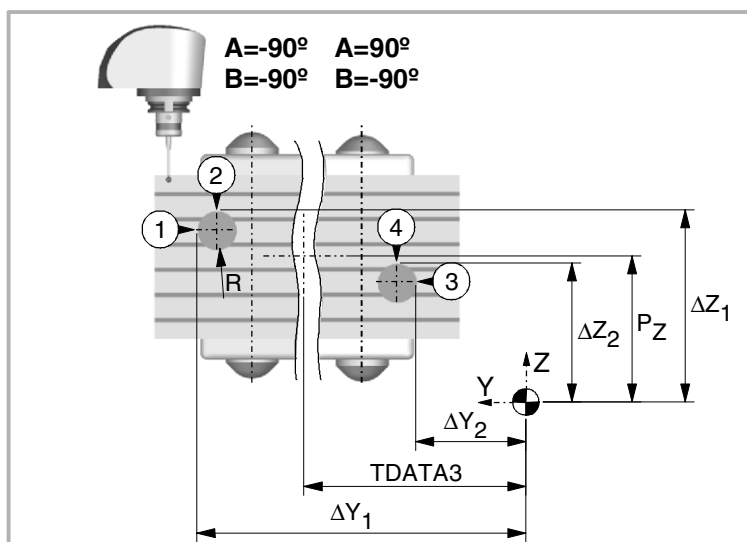 A=-90º A=90º
B=-90º B=-90º
2
1
4
3
R
ΔZ1
PZ
ΔZ2
Z
Y
ΔY2
TDATA3
ΔY1